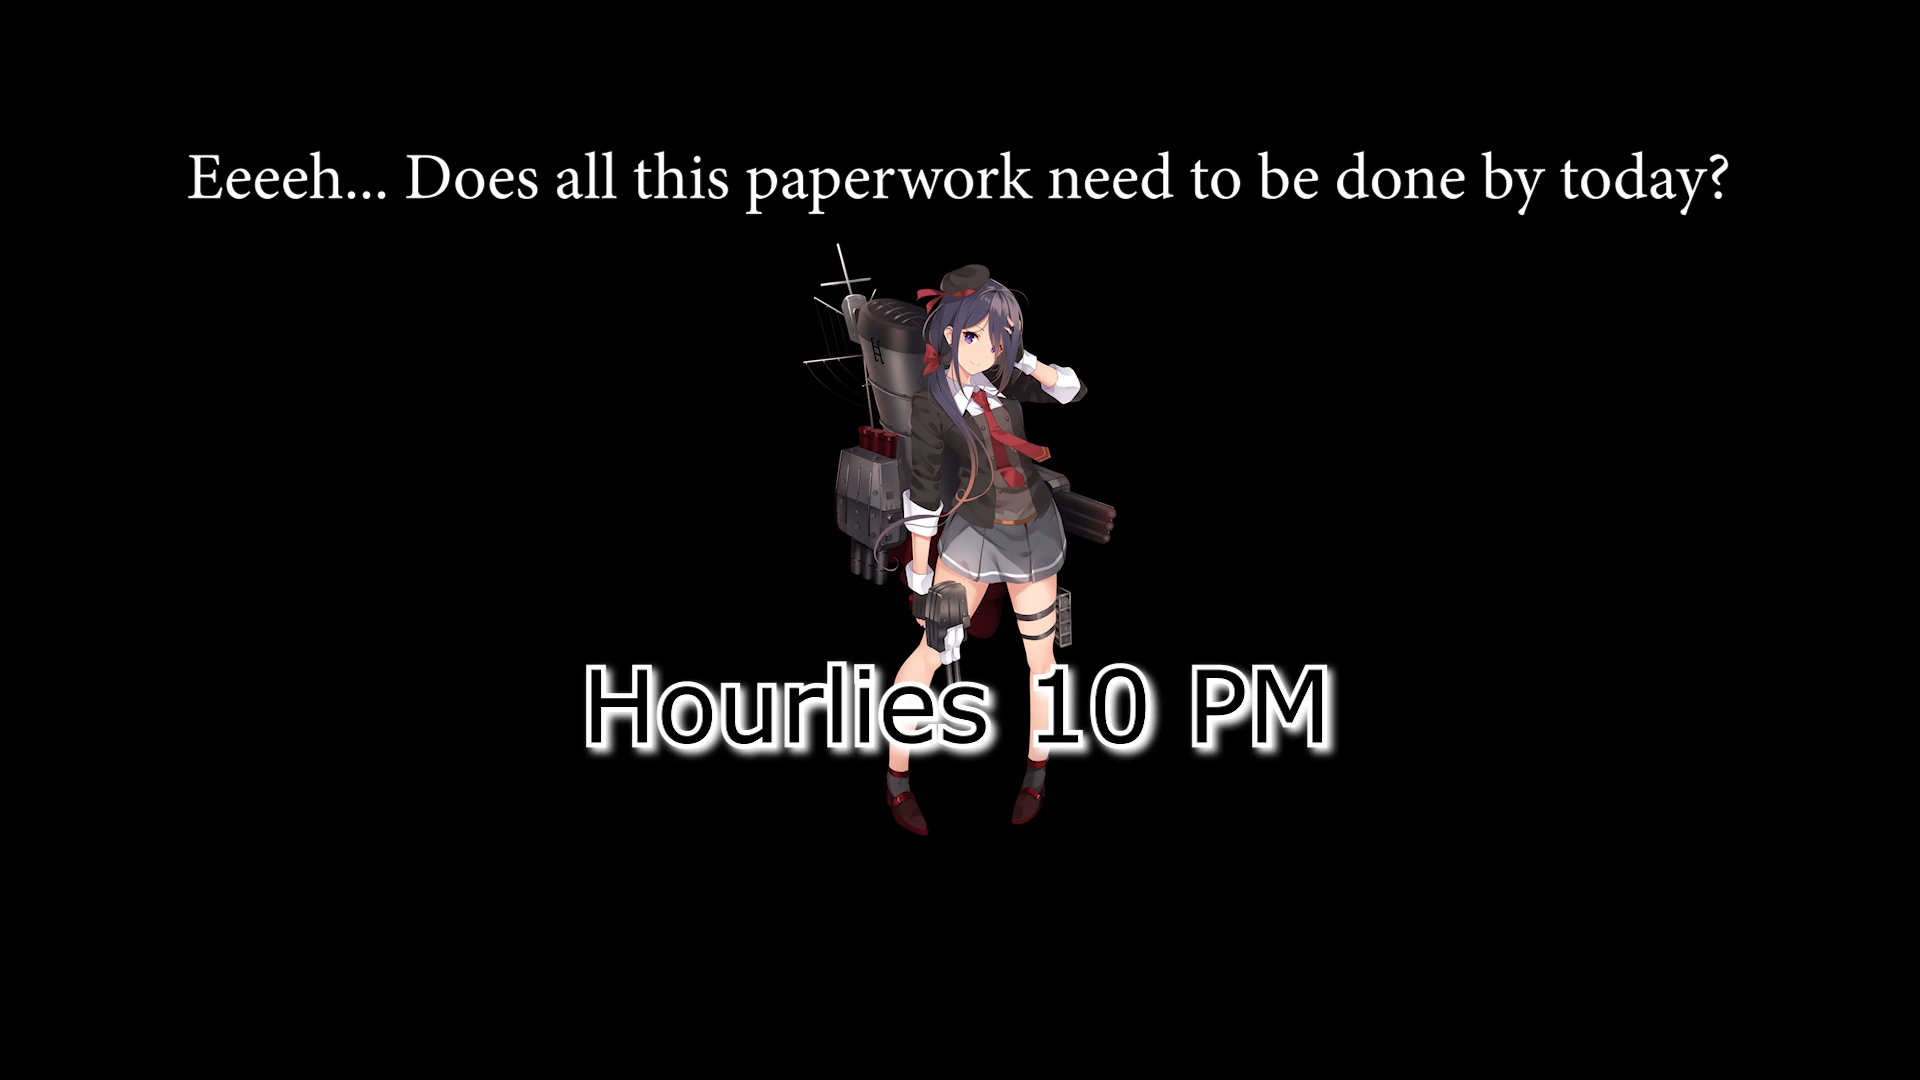 Eeeeh... Does all this paperwork need to be done by today?
Hourlies 10 PM